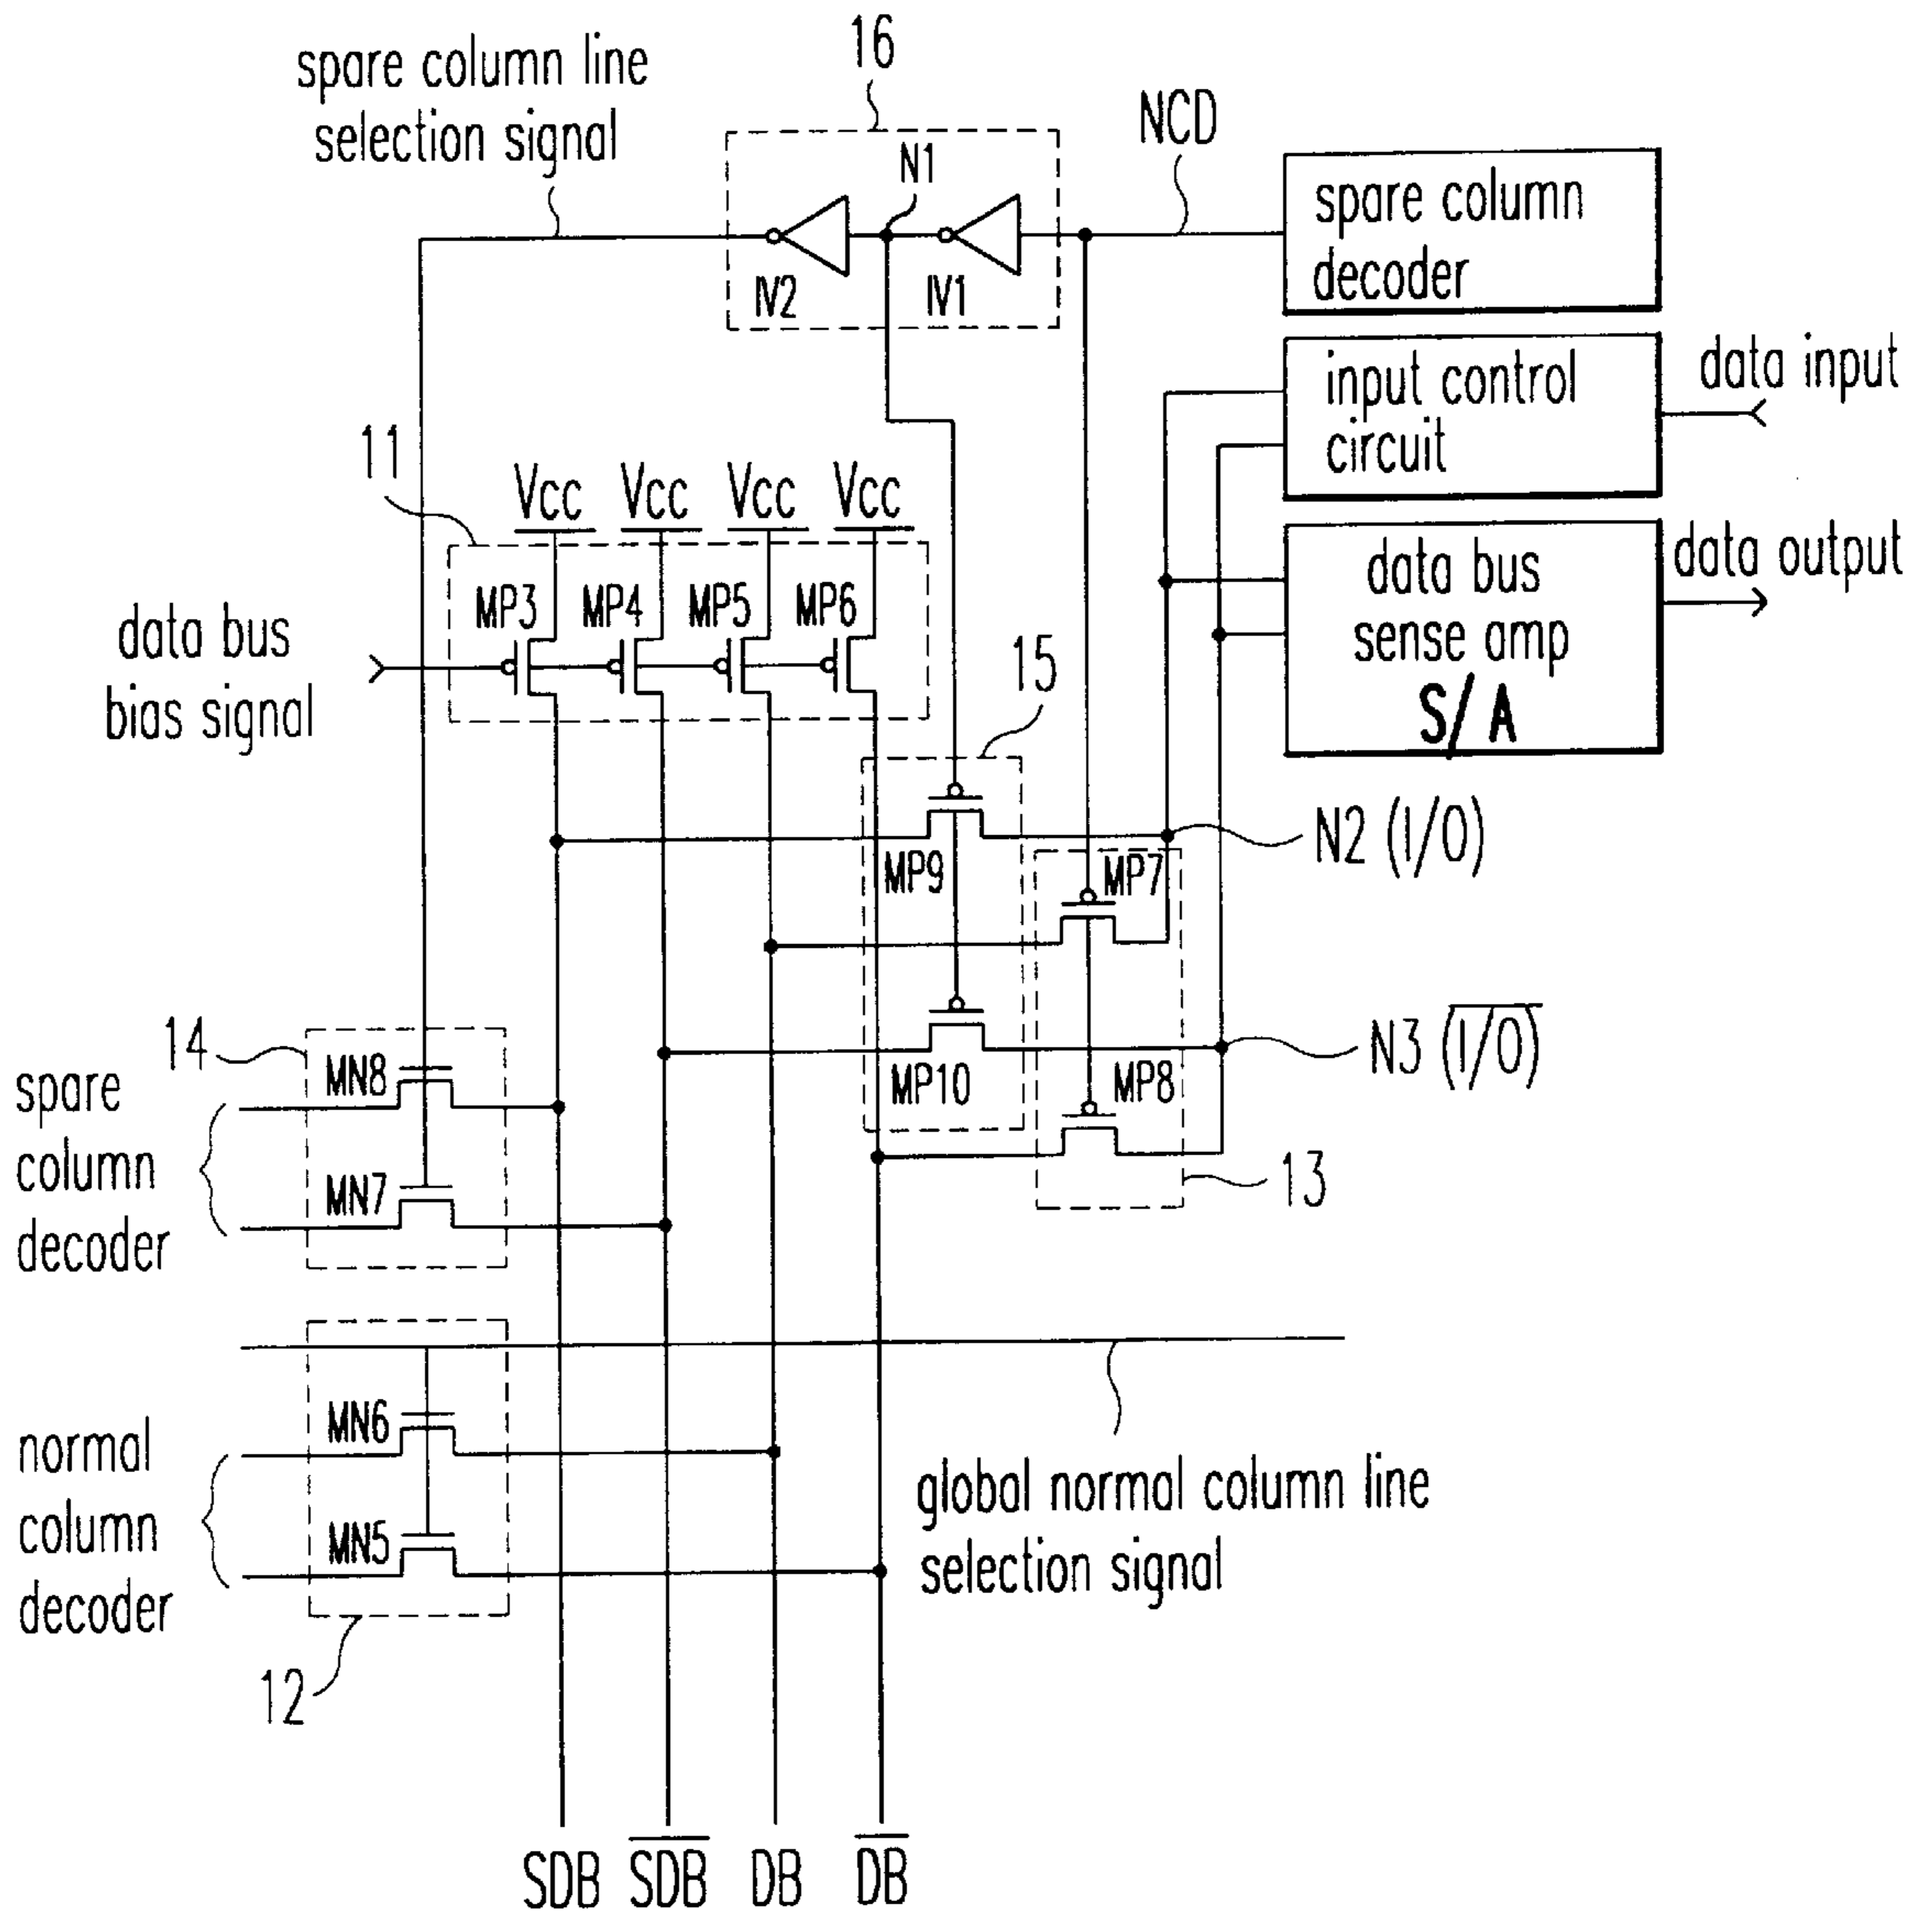 16
spare column line
selection signal
N1
NCD
IV2
IV1
spare column
decoder
input control
circuit
data input
11
Vcc Vcc Vcc Vcc
MP3 MP4 MP5 MP6
data bus
bias signal
data bus
sense amp
S/A
data output
15
MP9
MP7
N2 (I/O)
MP10
MP8
N3 (I̅/̅O̅)
13
14
MN8
MN7
spare
column
decoder
MN6
MN5
normal
column
decoder
12
global normal column line
selection signal
SDB S̅D̅B̅ DB D̅B̅